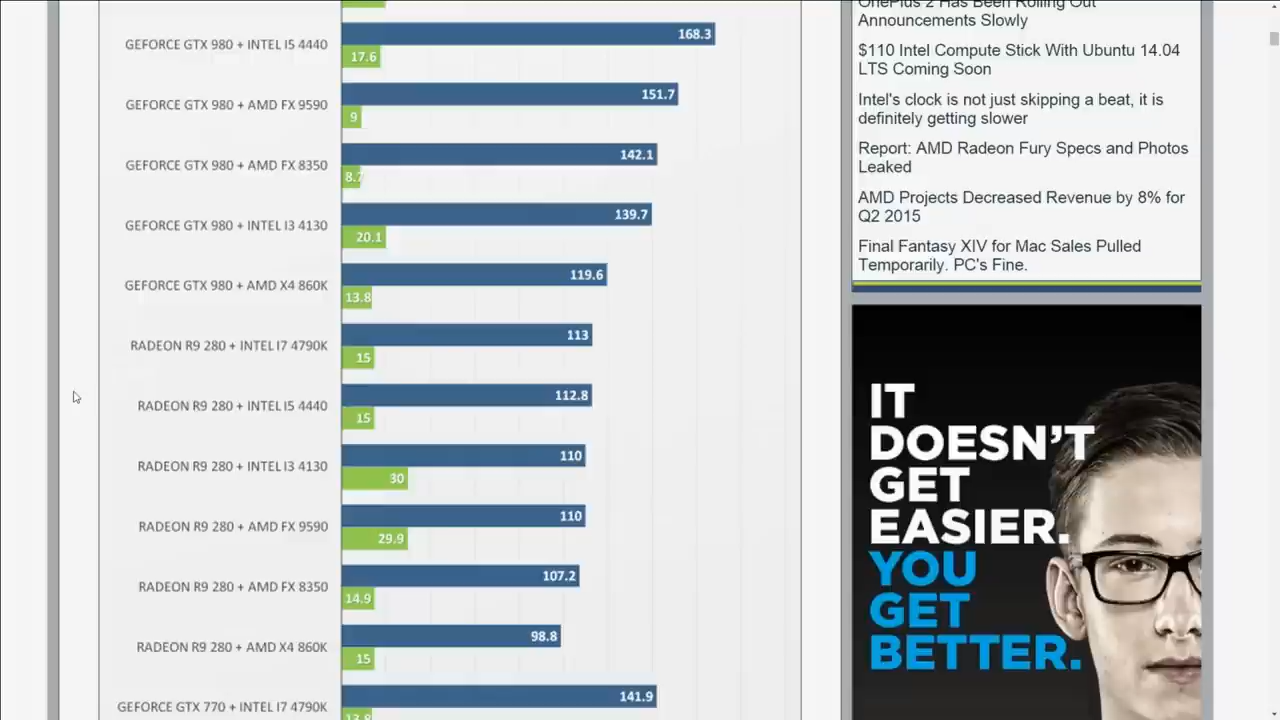 GEFORCE GTX 980 + INTEL I5 4440
168.3
17.6
GEFORCE GTX 980 + AMD FX 9590
151.7
9
GEFORCE GTX 980 + AMD FX 8350
142.1
8.7
GEFORCE GTX 980 + INTEL I3 4130
139.7
20.1
GEFORCE GTX 980 + AMD X4 860K
119.6
13.8
RADEON R9 280 + INTEL I7 4790K
113
15
RADEON R9 280 + INTEL I5 4440
112.8
15
RADEON R9 280 + INTEL I3 4130
110
30
RADEON R9 280 + AMD FX 9590
110
29.9
RADEON R9 280 + AMD FX 8350
107.2
14.9
RADEON R9 280 + AMD X4 860K
98.8
15
GEFORCE GTX 770 + INTEL I7 4790K
141.9
13.8
OnePlus 2 Has Been Rolling Out
Announcements Slowly
$110 Intel Compute Stick With Ubuntu 14.04
LTS Coming Soon
Intel's clock is not just skipping a beat, it is
definitely getting slower
Report: AMD Radeon Fury Specs and Photos
Leaked
AMD Projects Decreased Revenue by 8% for
Q2 2015
Final Fantasy XIV for Mac Sales Pulled
Temporarily. PC's Fine.
IT
DOESN'T
GET
EASIER.
YOU
GET
BETTER.